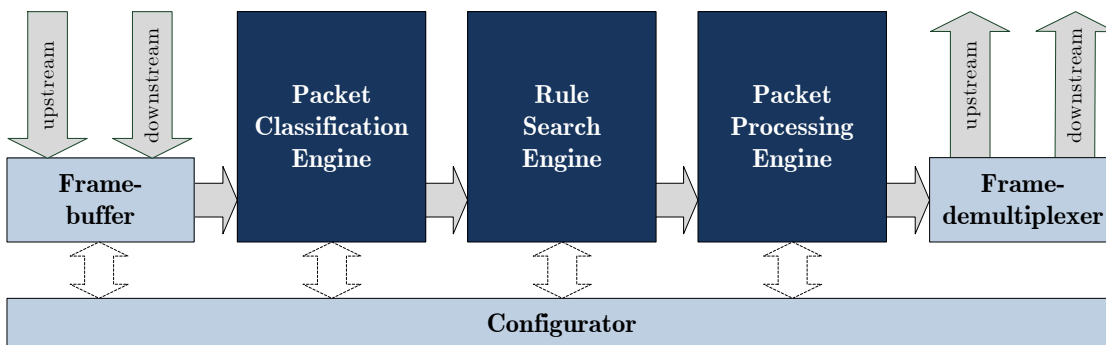 upstream
downstream
Packet
Classification
Engine
Rule
Search
Engine
Packet
Processing
Engine
upstream
downstream
Frame-
buffer
Frame-
demultiplexer
Configurator